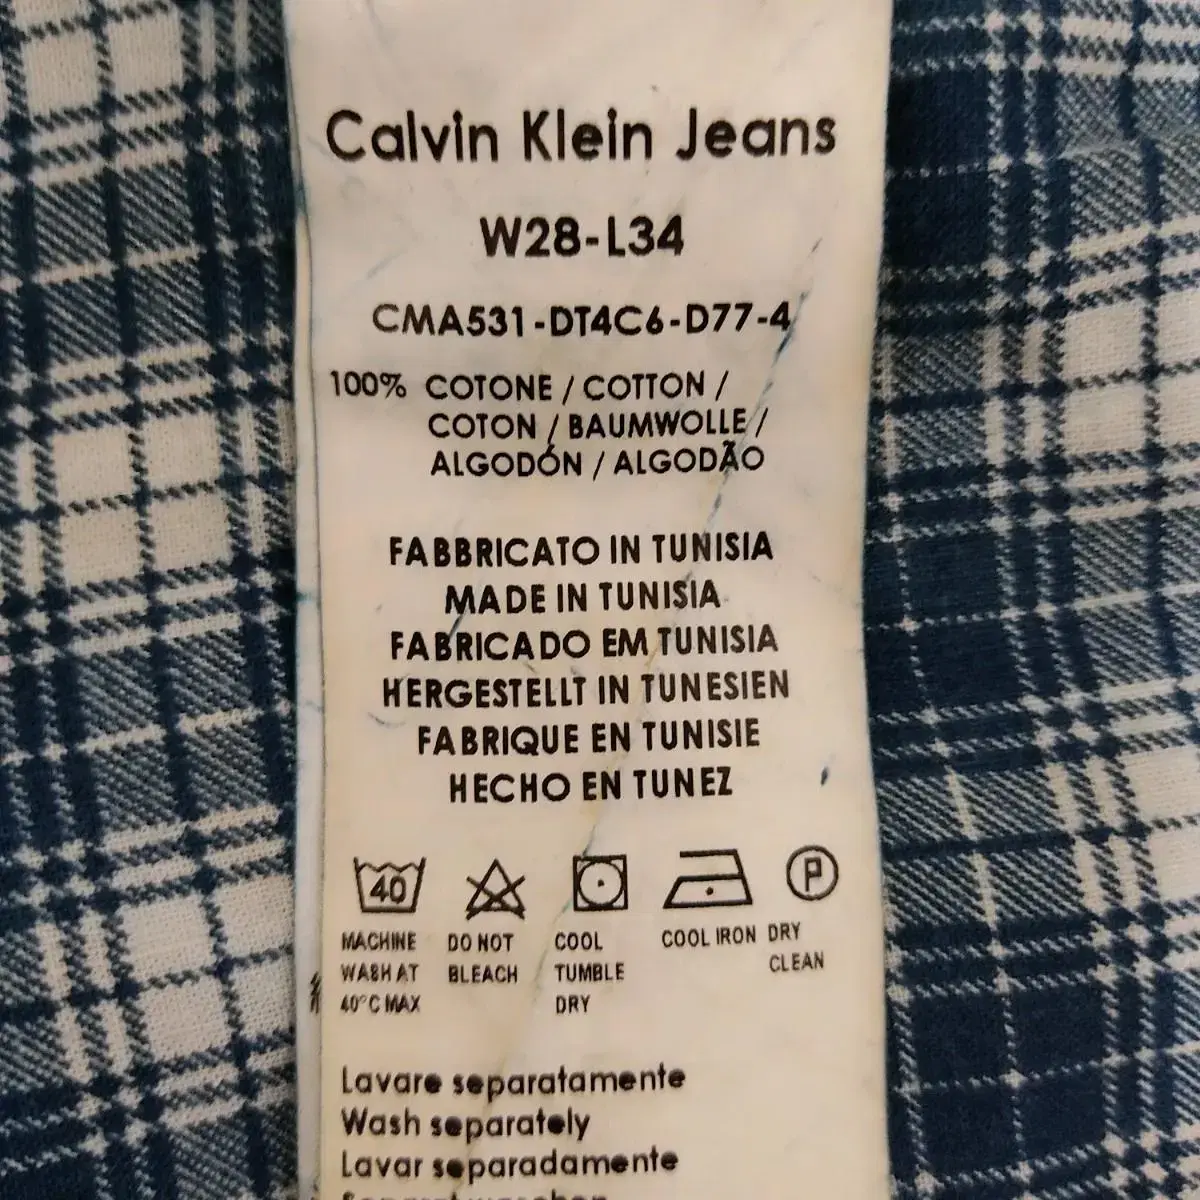 Calvin Klein Jeans
W28-L34
CMA531-DT4C6-D77-4
100% COTONE / COTTON /
COTON / BAUMWOLLE /
ALGODÓN / ALGODÃO
FABBRICATO IN TUNISIA
MADE IN TUNISIA
FABRICADO EM TUNISIA
HERGESTELLT IN TUNESIEN
FABRIQUE EN TUNISIE
HECHO EN TUNEZ
40
P
MACHINE WASH AT 40°C MAX
DO NOT BLEACH
COOL TUMBLE DRY
COOL IRON
DRY CLEAN
Lavare separatamente
Wash separately
Lavar separadamente